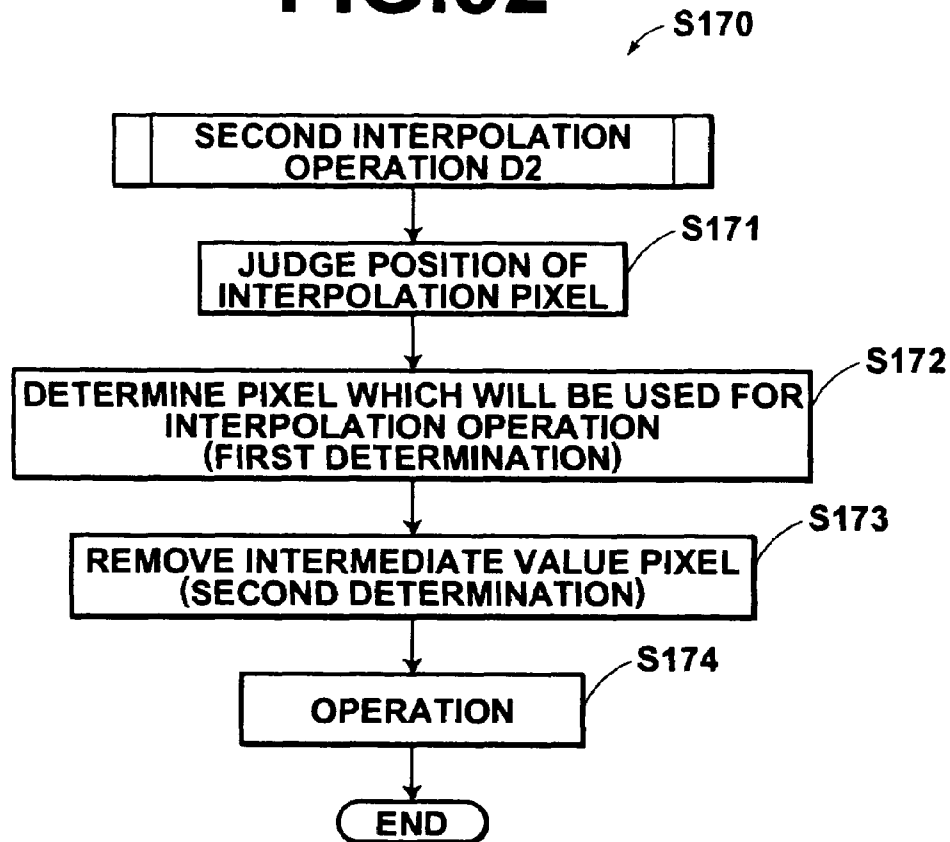 S170
SECOND INTERPOLATION
OPERATION D2
S171
JUDGE POSITION OF
INTERPOLATION PIXEL
S172
DETERMINE PIXEL WHICH WILL BE USED FOR
INTERPOLATION OPERATION
(FIRST DETERMINATION)
S173
REMOVE INTERMEDIATE VALUE PIXEL
(SECOND DETERMINATION)
S174
OPERATION
END